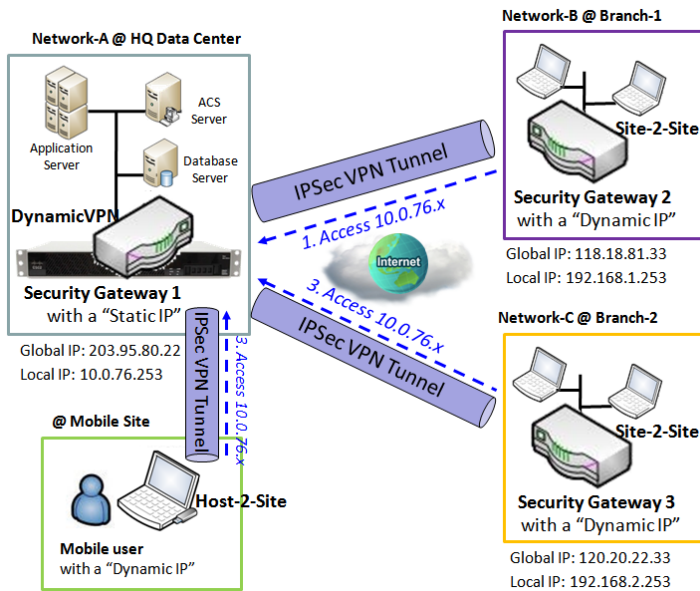 Network-A @ HQ Data Center
ACS
Server
Application
Server
Database
Server
DynamicVPN
Security Gateway 1
with a “Static IP”
Global IP: 203.95.80.22
Local IP: 10.0.76.253
IPSec VPN Tunnel
1. Access 10.0.76.x
Internet
3. Access 10.0.76.x
IPSec VPN Tunnel
IPSec VPN Tunnel
3. Access 10.0.76.x
Network-B @ Branch-1
Site-2-Site
Security Gateway 2
with a “Dynamic IP”
Global IP: 118.18.81.33
Local IP: 192.168.1.253
Network-C @ Branch-2
Site-2-Site
Security Gateway 3
with a “Dynamic IP”
Global IP: 120.20.22.33
Local IP: 192.168.2.253
@ Mobile Site
Host-2-Site
Mobile user
with a “Dynamic IP”